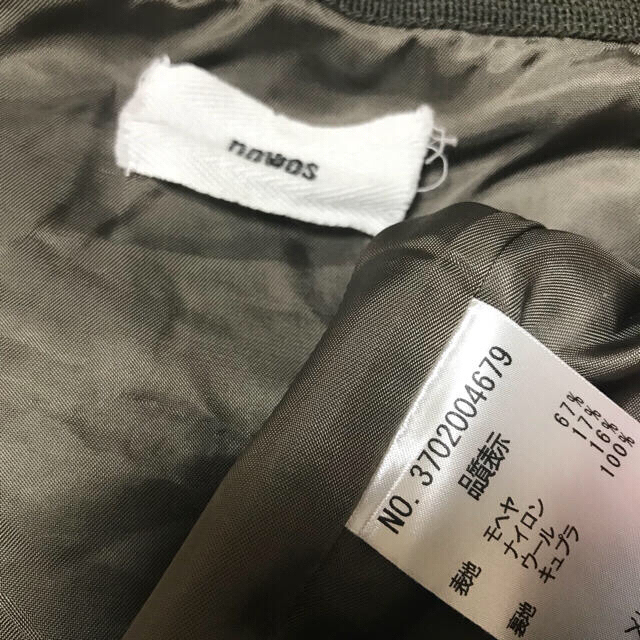 nowos
NO. 3702004679
品質表示
表地 モヘヤ 67%
ナイロン 17%
ウール 16%
裏地 キュプラ 100%